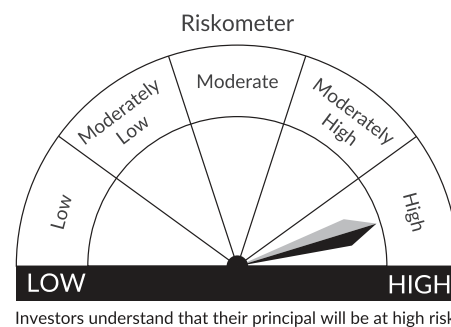 Riskometer
Moderate
Moderately
Low
Moderately
High
Low
High
LOW
HIGH
Investors understand that their principal will be at high risk